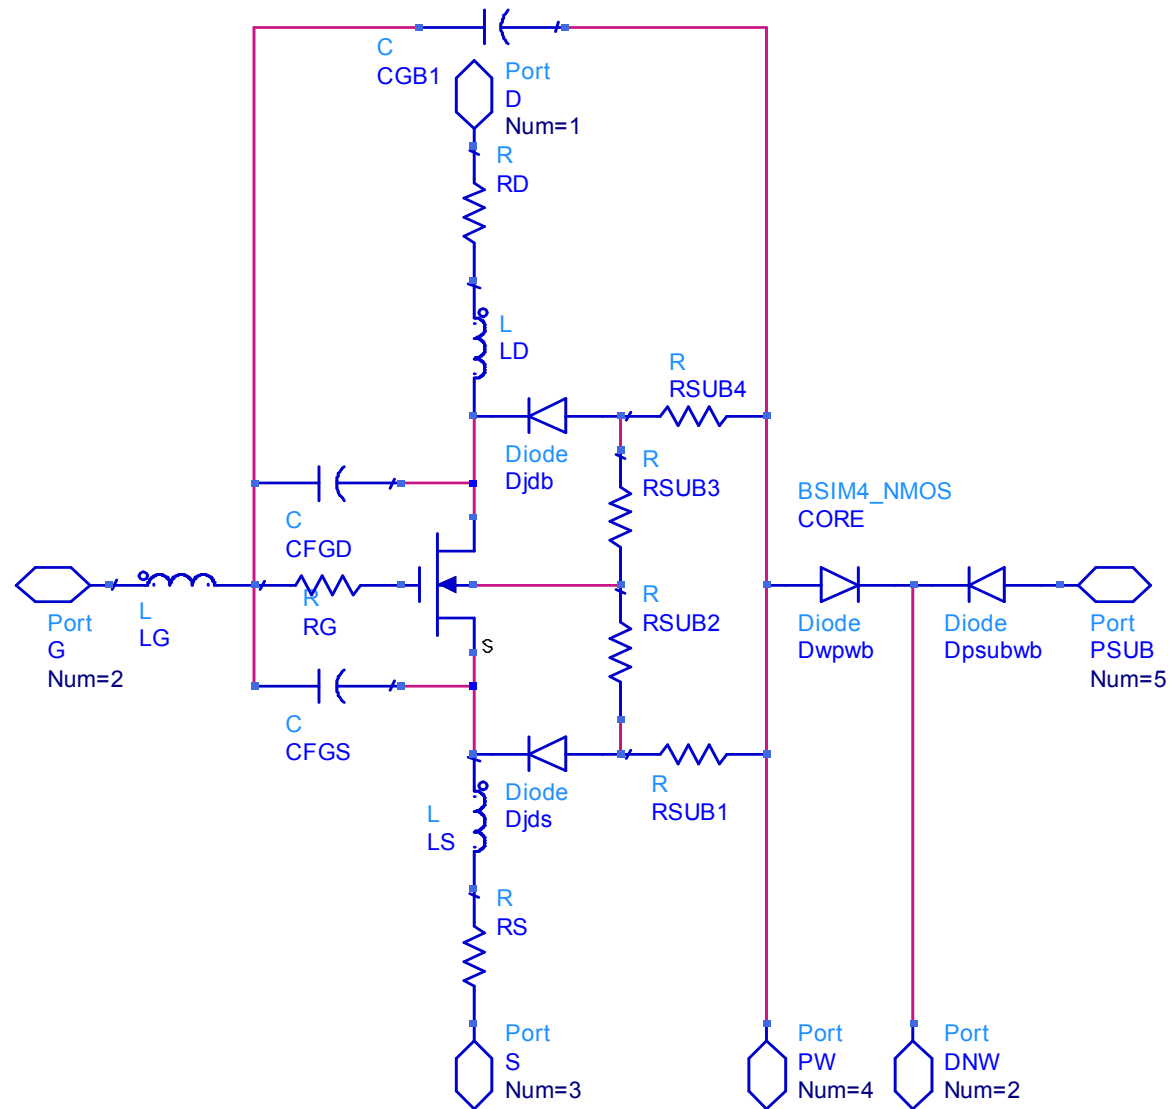 C
CGB1
Port
D
Num=1
R
RD
L
LD
R
RSUB4
Diode
Djdb
R
RSUB3
BSIM4_NMOS
CORE
C
CFGD
Port
G
Num=2
L
LG
R
RG
S
R
RSUB2
Diode
Dwpwb
Diode
Dpsubwb
Port
PSUB
Num=5
C
CFGS
L
LS
Diode
Djds
R
RSUB1
R
RS
Port
S
Num=3
Port
PW
Num=4
Port
DNW
Num=2